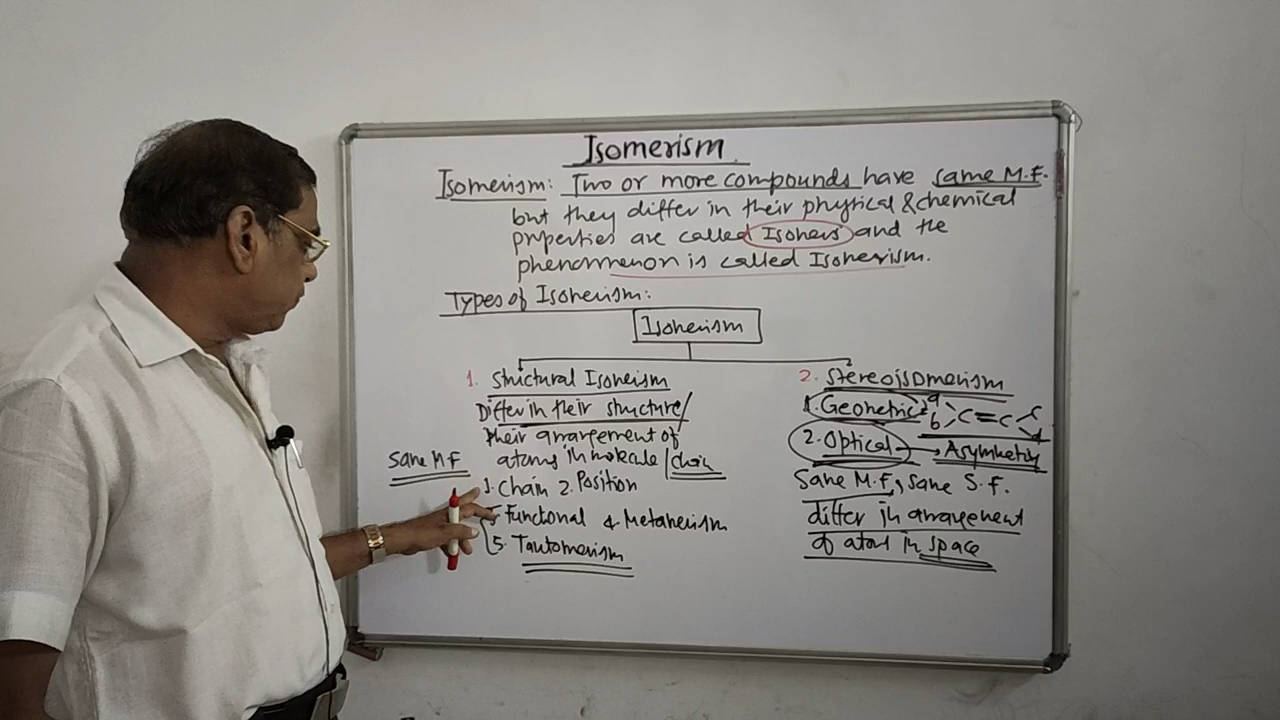 Isomerism
Isomerism: Two or more compounds have same M.F.
but they differ in their physical & chemical
properties are called Isomers and the
phenomenon is called Isomerism.
Types of Isomerism:
Isomerism
1. Structural Isomerism
Differ in their structure/
their arrangement of
atoms in molecule / chain
Same M F
1. Chain 2. Position
Functional 4 Metamerism
5. Tautomerism
2. Stereoisomerism
1. Geometric a b >C=C< c d
2. Optical → Asymmetry
Same M.F, Same S.F.
differ in arrangement
of atom in space